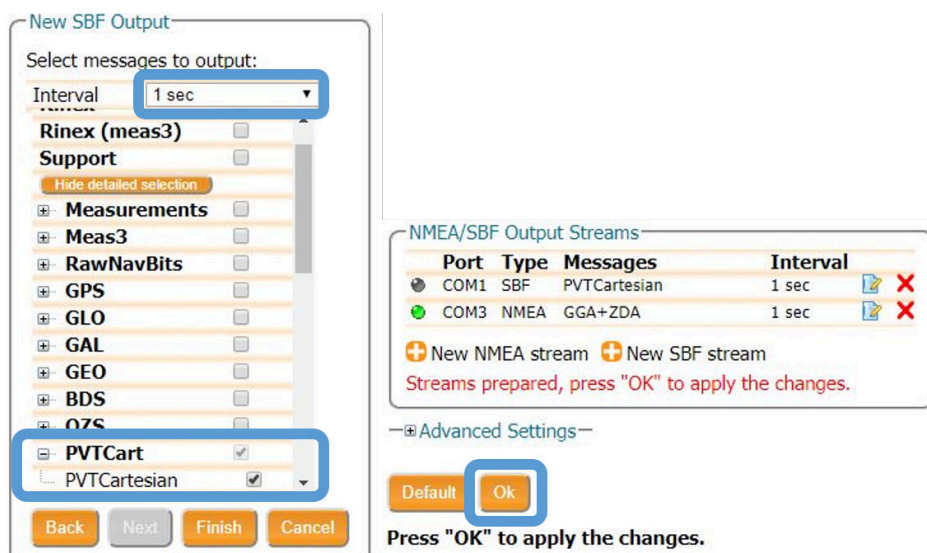 New SBF Output
Select messages to output:
Interval 1 sec
Rinex (meas3)
Support
Hide detailed selection
Measurements
Meas3
RawNavBits
GPS
GLO
GAL
GEO
BDS
QZS
PVTCart
PVTCartesian
Back Next Finish Cancel
NMEA/SBF Output Streams
Port Type Messages Interval
COM1 SBF PVTCartesian 1 sec
COM3 NMEA GGA+ZDA 1 sec
New NMEA stream New SBF stream
Streams prepared, press "OK" to apply the changes.
Advanced Settings
Default Ok
Press "OK" to apply the changes.